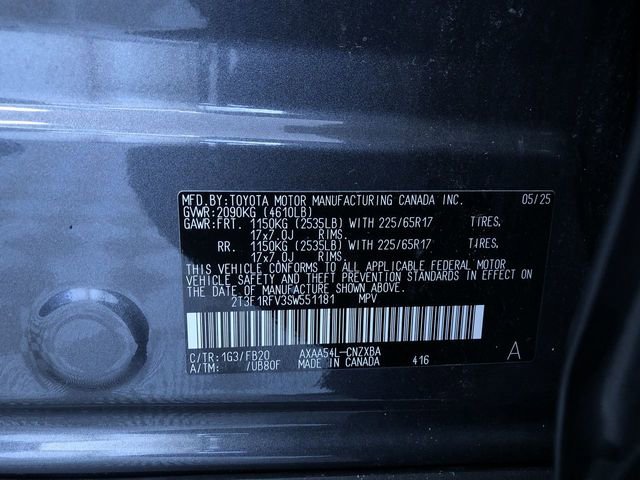 MFD.BY:TOYOTA MOTOR MANUFACTURING CANADA INC. 05/25
GVWR:2090KG (4610LB)
GAWR:FRT. 1150KG (2535LB) WITH 225/65R17 TIRES,
17x7.0J RIMS.
RR. 1150KG (2535LB) WITH 225/65R17 TIRES,
17x7.0J RIMS.
THIS VEHICLE CONFORMS TO ALL APPLICABLE FEDERAL MOTOR
VEHICLE SAFETY AND THEFT PREVENTION STANDARDS IN EFFECT
ON THE DATE OF MANUFACTURE SHOWN ABOVE.
2T3F1RFV3SW551181 MPV
C/TR:1G3/FB20 AXAA54L-CNZXBA
A/TM: /UB80F MADE IN CANADA 416 A